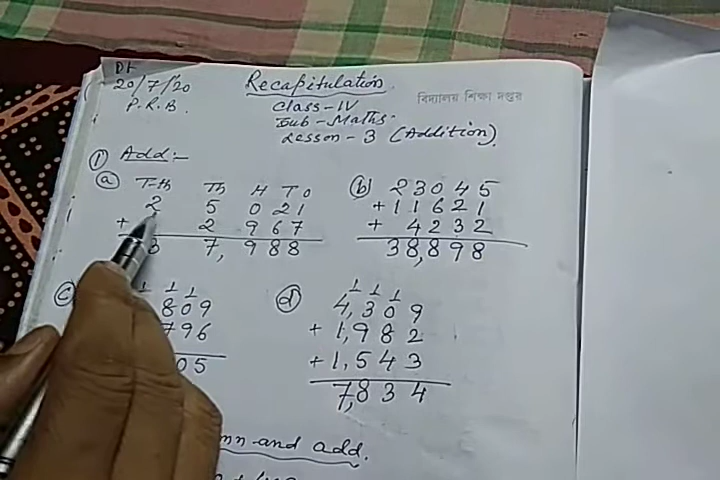 Dt
20/7/'20
P.R.B.
Recapitulation.
Class - IV
Sub - Maths.
Lesson - 3 (Addition).
বিদ্যালয় শিক্ষা দপ্তর
① Add:-
ⓐ T-th Th H T O
2 5 0 2 1
+ 2 9 6 7
3 7, 9 8 8
ⓑ 2 3 0 4 5
+ 1 1 6 2 1
+ 4 2 3 2
3 8, 8 9 8
ⓒ 1 1 1
8 0 9
7 9 6
0 5
ⓓ 1 1 1
4, 3 0 9
+ 1, 9 8 2
+ 1, 5 4 3
7, 8 3 4
and add.